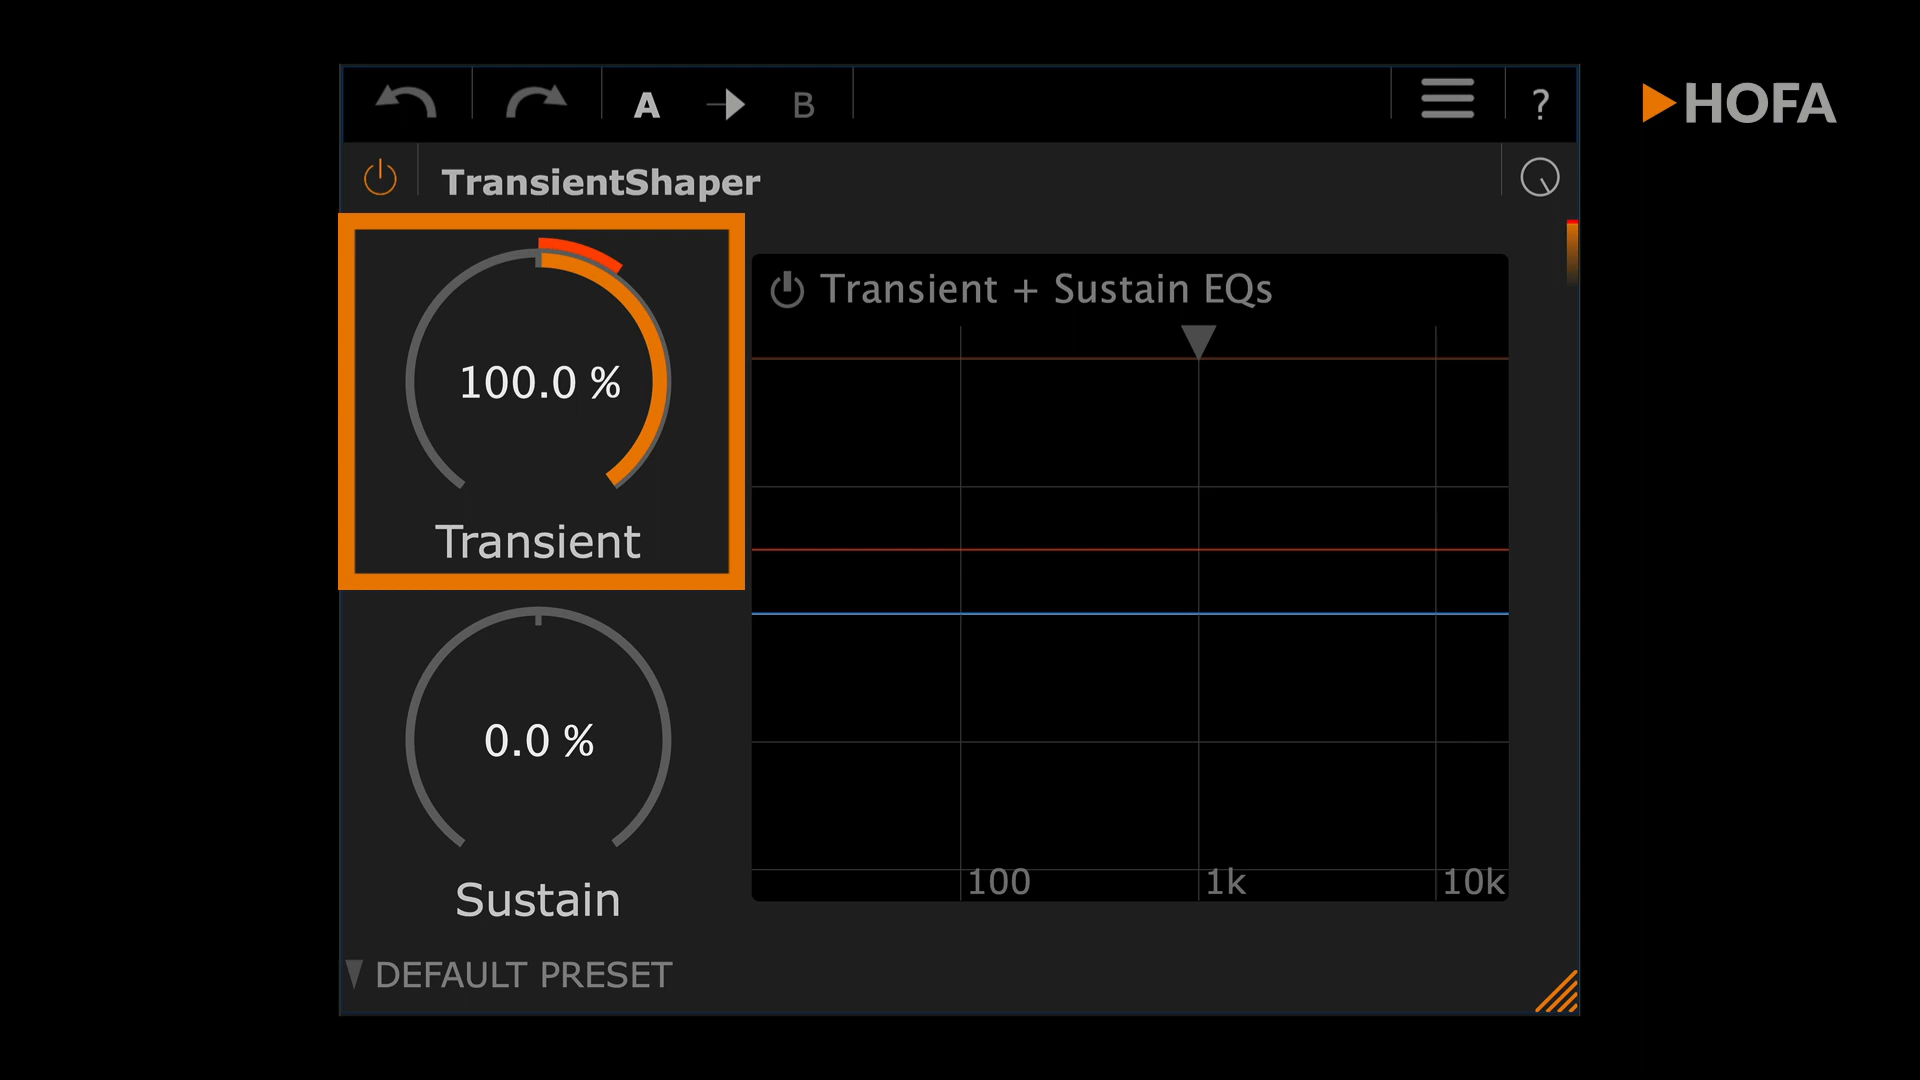 A B ?
HOFA
TransientShaper
Transient + Sustain EQs
100.0 %
Transient
0.0 %
100 1k 10k
Sustain
DEFAULT PRESET